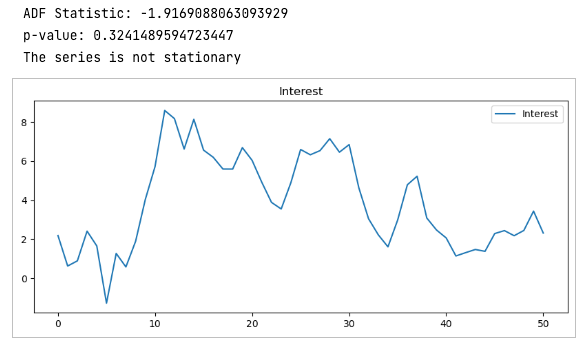 ADF Statistic: -1.9169088063093929
p-value: 0.3241489594723447
The series is not stationary
Interest
Interest
8
6
4
2
0
0 10 20 30 40 50